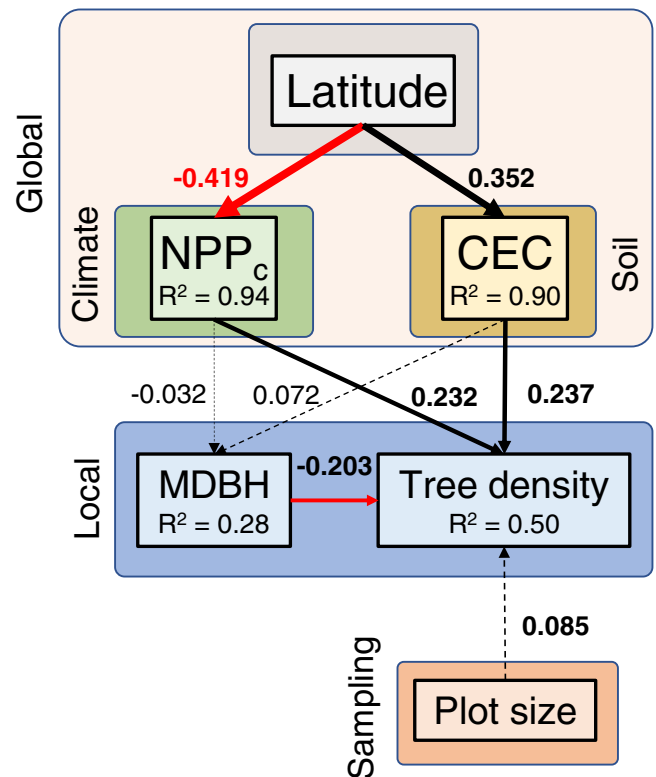 Global
Latitude
-0.419
0.352
Climate
NPPc
R² = 0.94
CEC
R² = 0.90
Soil
-0.032
0.072
0.232
0.237
Local
MDBH
R² = 0.28
-0.203
Tree density
R² = 0.50
0.085
Sampling
Plot size